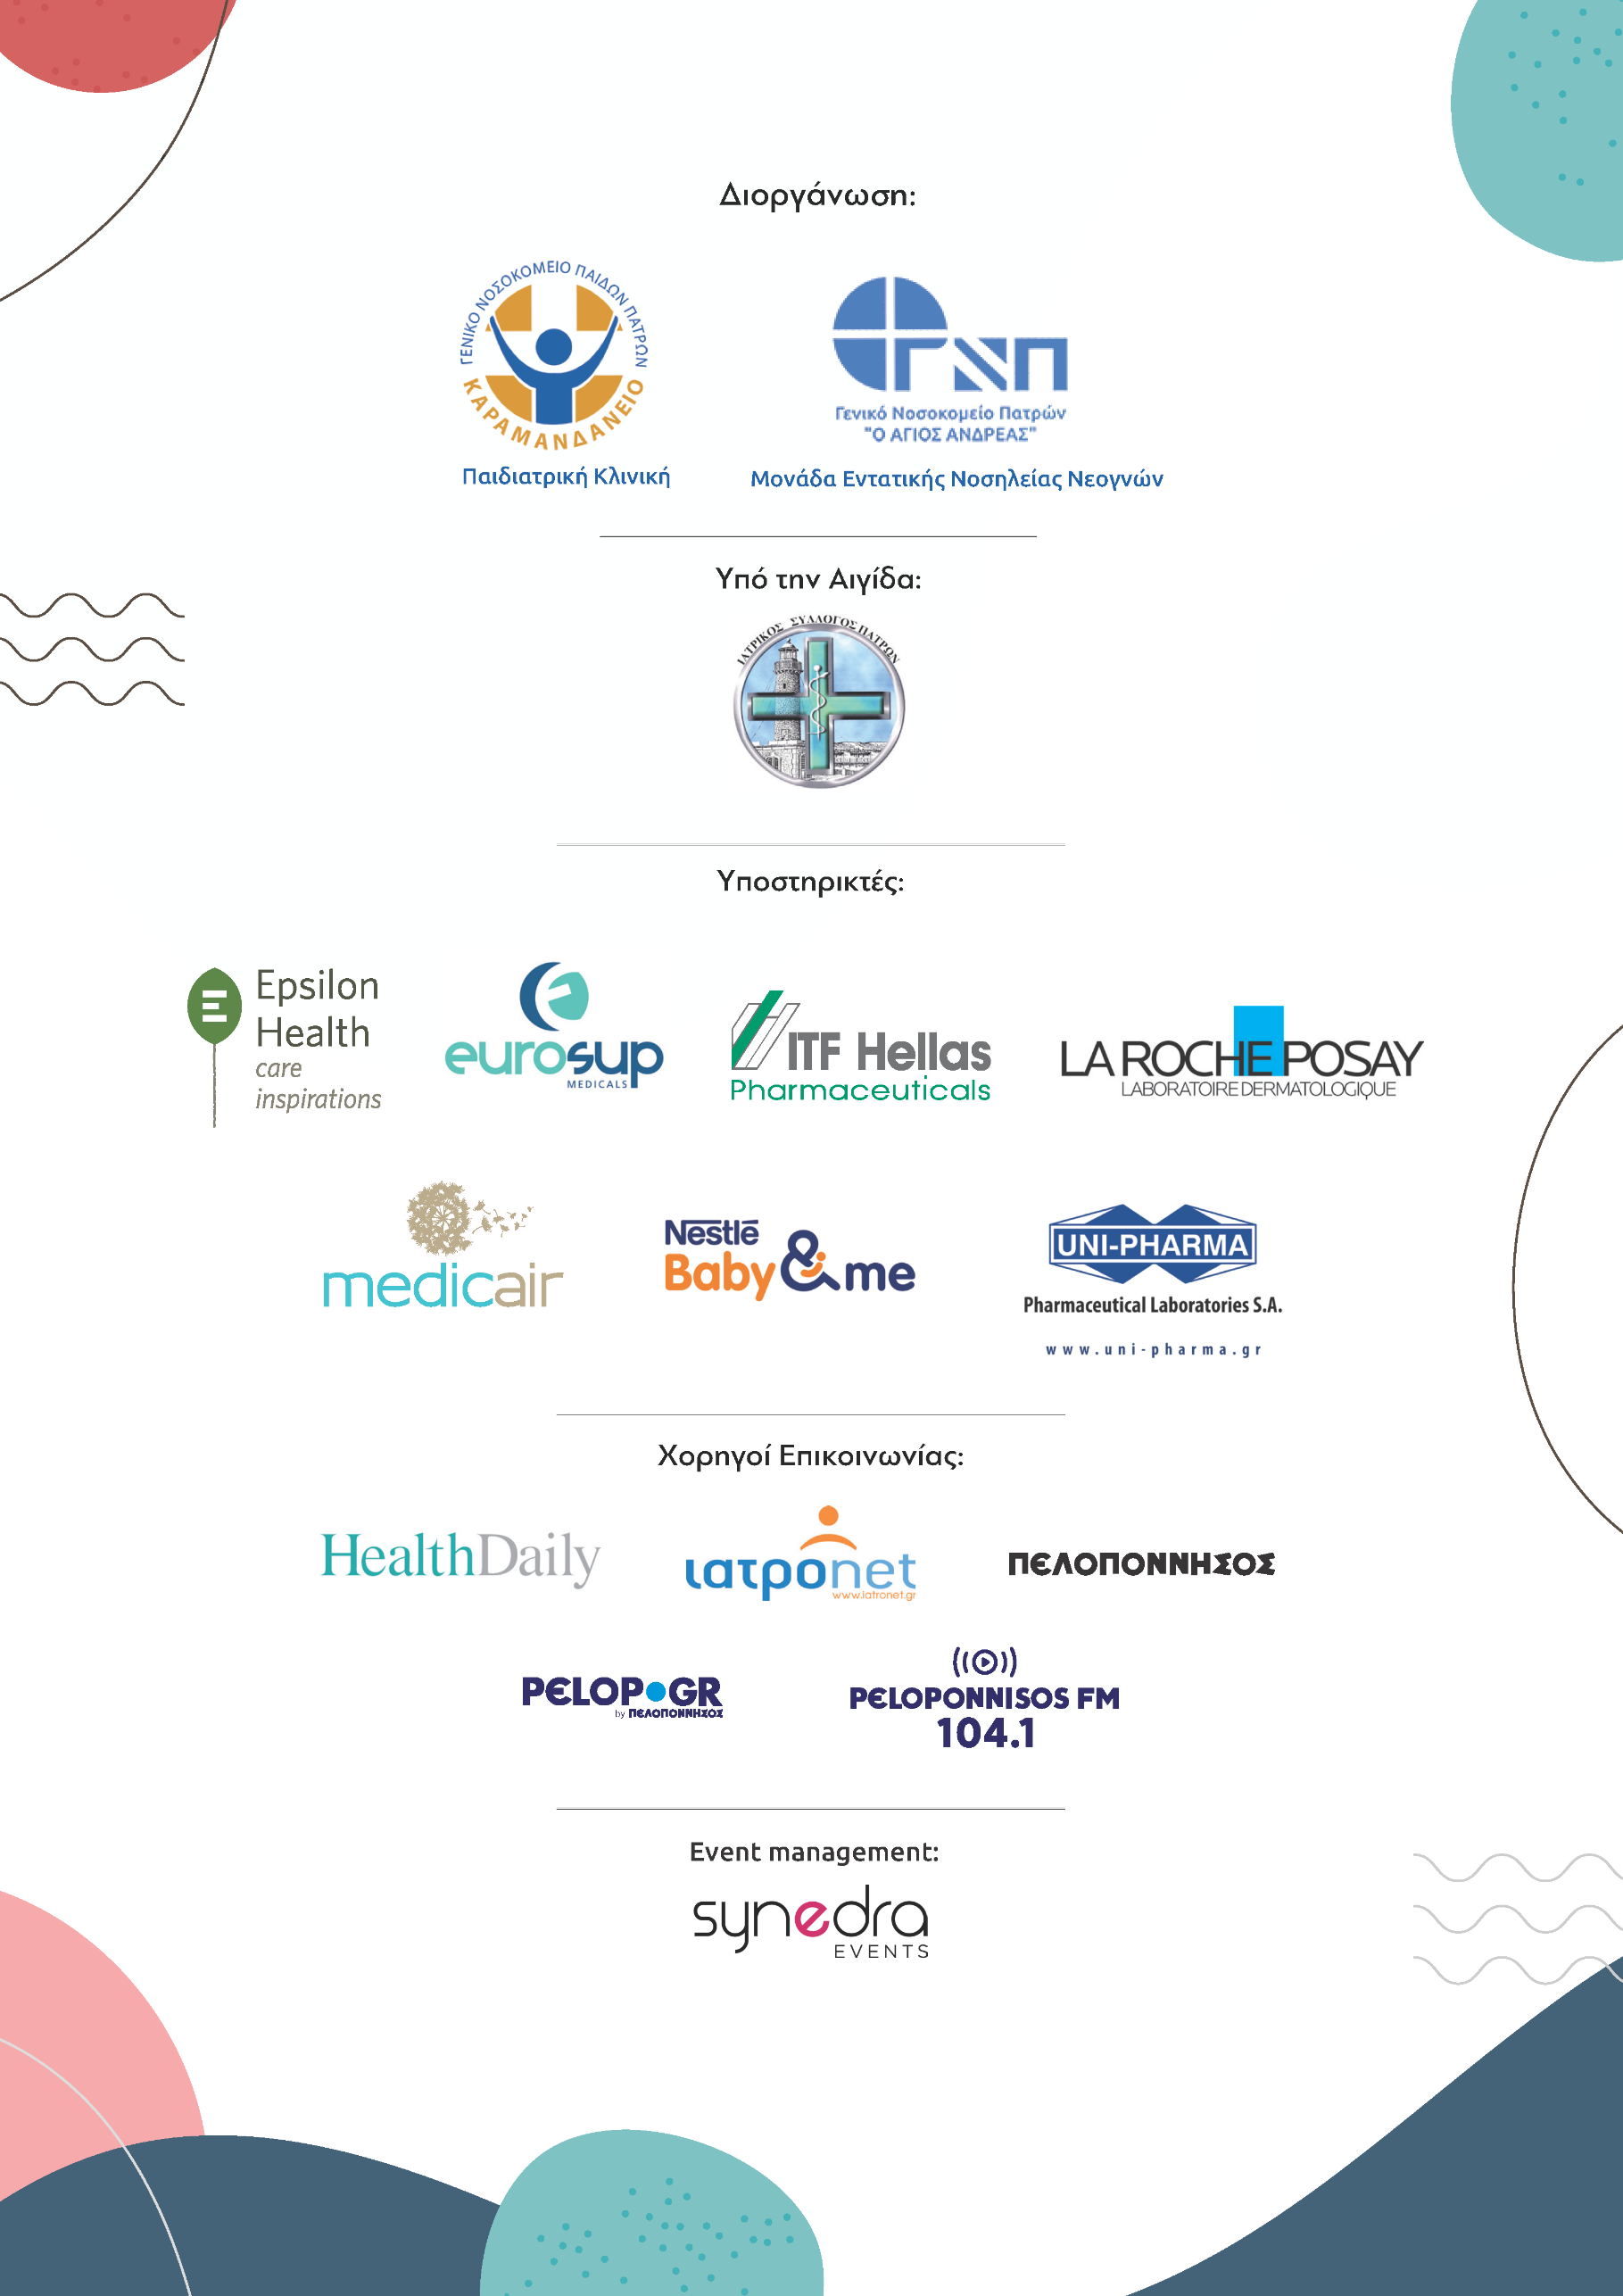 Διοργάνωση:
ΓΕΝΙΚΟ ΝΟΣΟΚΟΜΕΙΟ ΠΑΙΔΩΝ ΠΑΤΡΩΝ
ΚΑΡΑΜΑΝΔΑΝΕΙΟ
Παιδιατρική Κλινική
ΓΝΠ
Γενικό Νοσοκομείο Πατρών
"Ο ΑΓΙΟΣ ΑΝΔΡΕΑΣ"
Μονάδα Εντατικής Νοσηλείας Νεογνών
Υπό την Αιγίδα:
ΙΑΤΡΙΚΟΣ ΣΥΛΛΟΓΟΣ ΠΑΤΡΩΝ
Υποστηρικτές:
E
Epsilon
Health
care
inspirations
eurosup
MEDICALS
ITF Hellas
Pharmaceuticals
LA ROCHE POSAY
LABORATOIRE DERMATOLOGIQUE
medicair
Nestlé
Baby & me
UNI-PHARMA
Pharmaceutical Laboratories S.A.
www.uni-pharma.gr
Χορηγοί Επικοινωνίας:
HealthDaily
ιατροnet
www.iatronet.gr
ΠΕΛΟΠΟΝΝΗΣΟΣ
PELOP●GR
by ΠΕΛΟΠΟΝΝΗΣΟΣ
PELOPONNISOS FM
104.1
Event management:
synedra
EVENTS